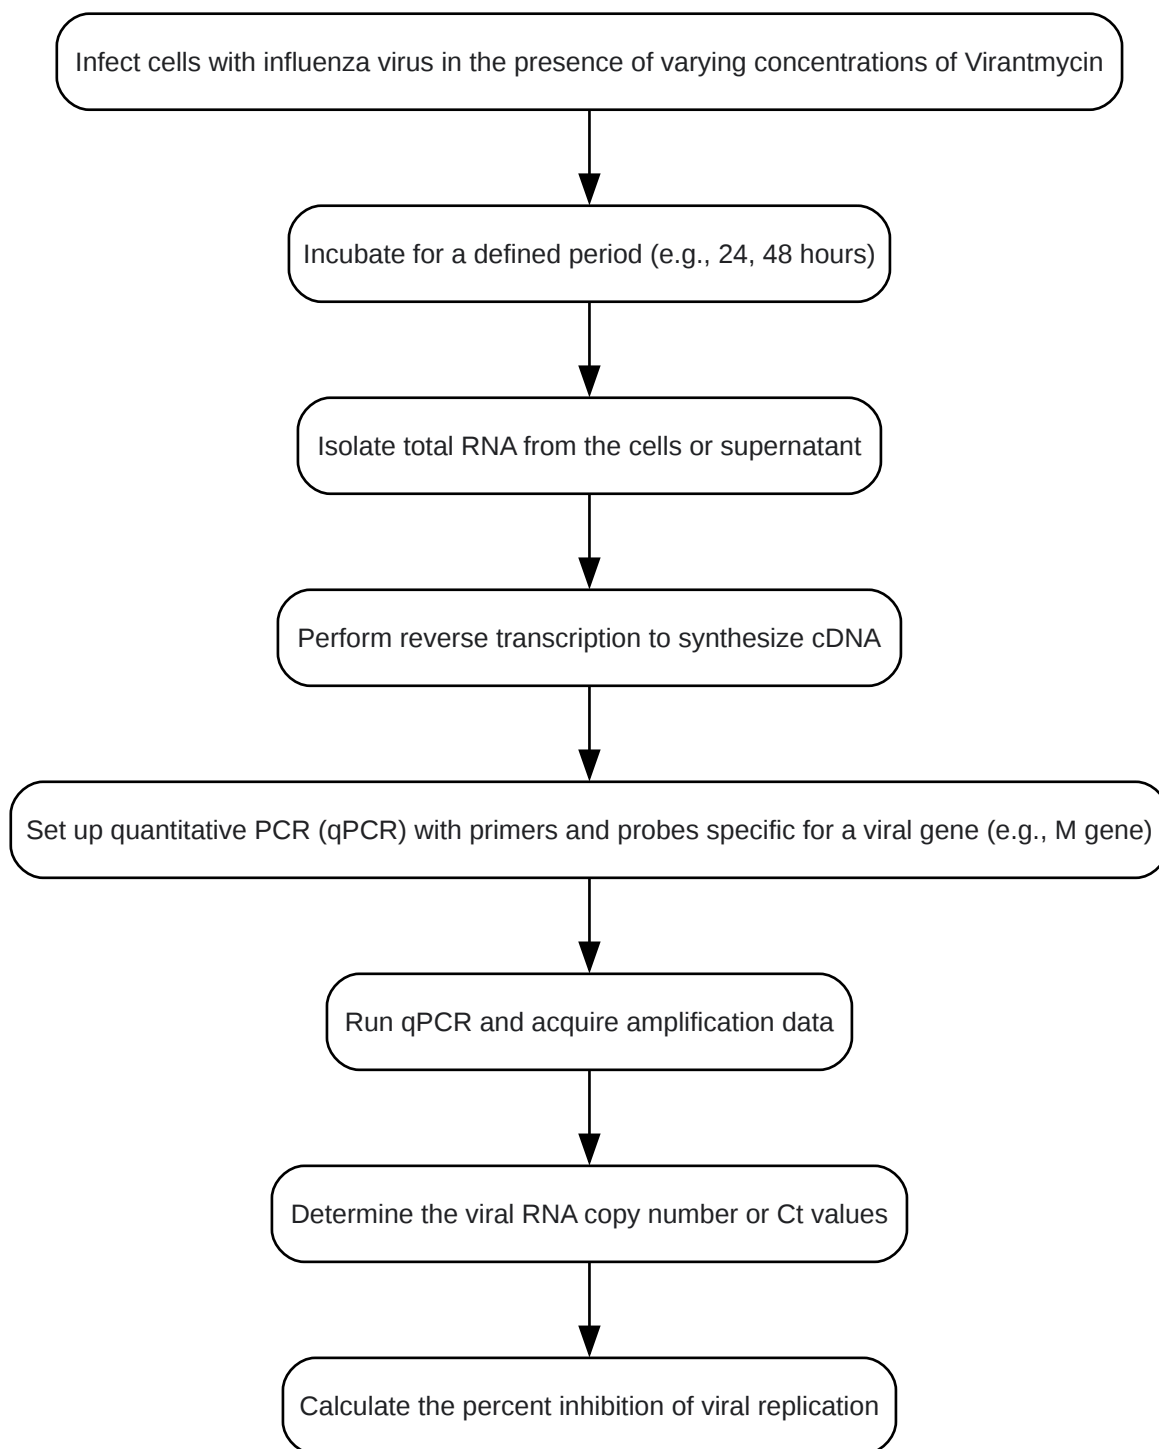 Infect cells with influenza virus in the presence of varying concentrations of Virantmycin
Incubate for a defined period (e.g., 24, 48 hours)
Isolate total RNA from the cells or supernatant
Perform reverse transcription to synthesize cDNA
Set up quantitative PCR (qPCR) with primers and probes specific for a viral gene (e.g., M gene)
Run qPCR and acquire amplification data
Determine the viral RNA copy number or Ct values
Calculate the percent inhibition of viral replication